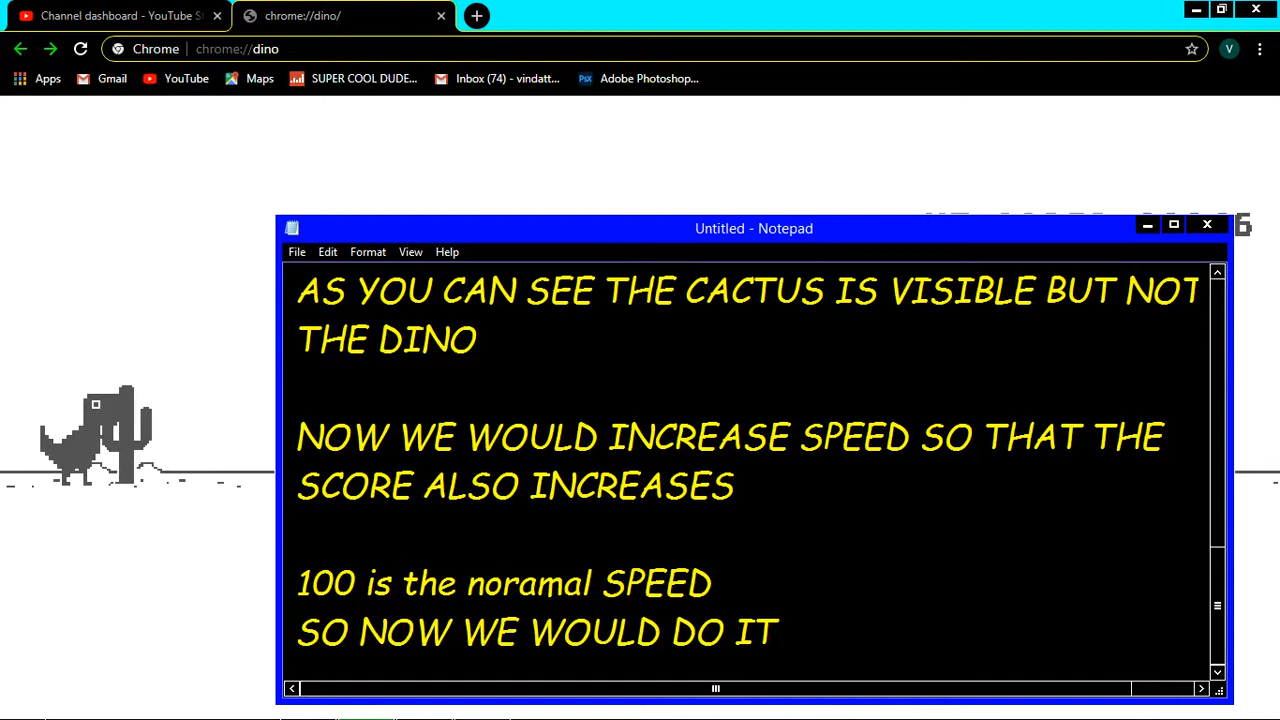 Channel dashboard - YouTube S
chrome://dino/
Chrome
chrome://dino
Apps
Gmail
YouTube
Maps
SUPER COOL DUDE...
Inbox (74) - vindatt...
PsX
Adobe Photoshop...
V
Untitled - Notepad
File Edit Format View Help
AS YOU CAN SEE THE CACTUS IS VISIBLE BUT NOT
THE DINO
NOW WE WOULD INCREASE SPEED SO THAT THE
SCORE ALSO INCREASES
100 is the noramal SPEED
SO NOW WE WOULD DO IT